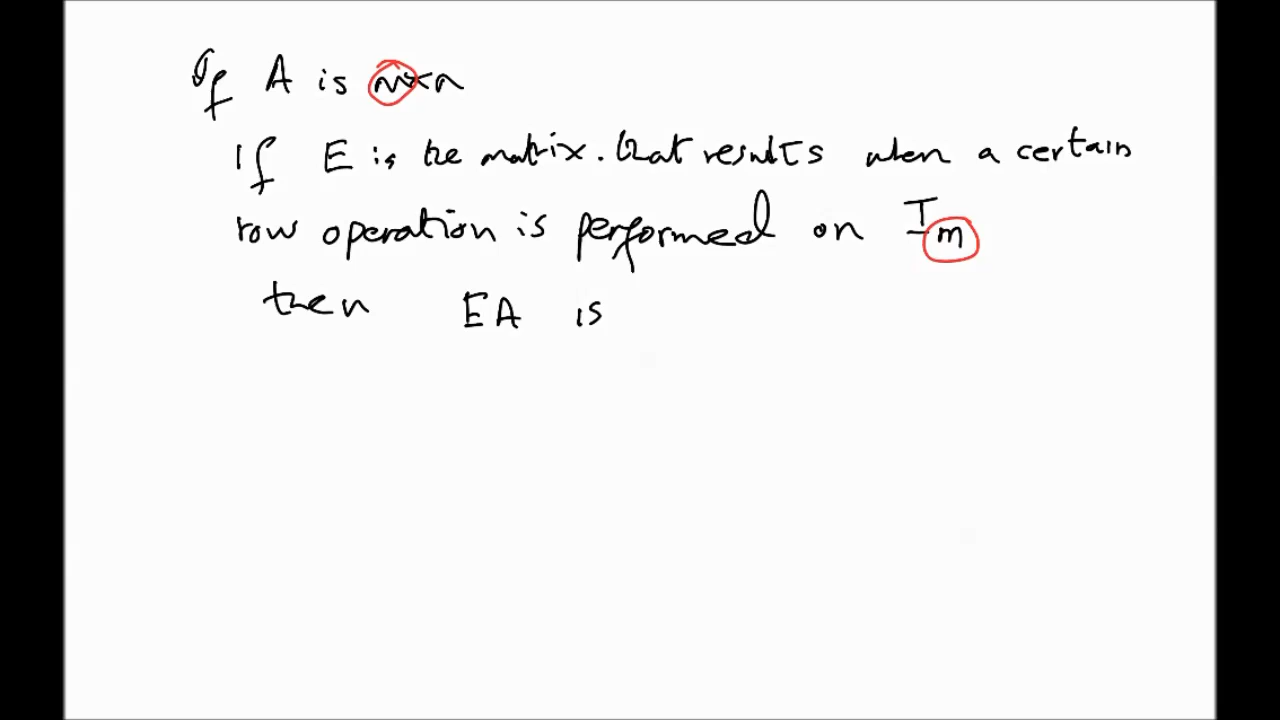 If A is m×n
If E is the matrix. that results when a certain
row operation is performed on Im
then EA is